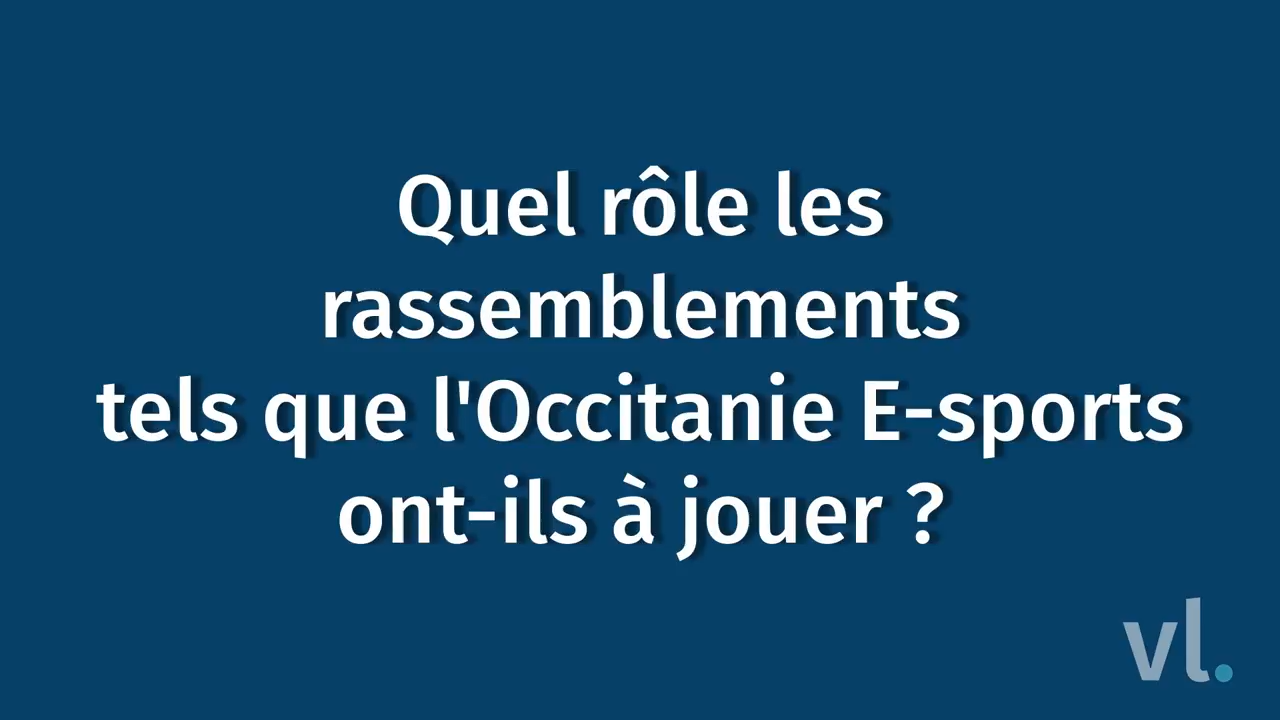 Quel rôle les
rassemblements
tels que l'Occitanie E-sports
ont-ils à jouer ?
vl.